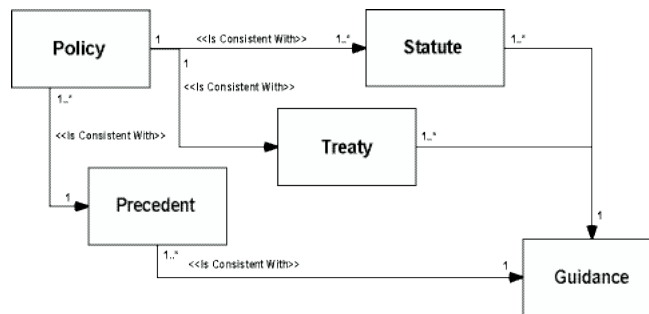 Policy
1
<<Is Consistent With>>
1..*
Statute
1..*
1
<<Is Consistent With>>
1..*
<<Is Consistent With>>
Treaty
1..*
1
Precedent
1
1..*
<<Is Consistent With>>
1
Guidance